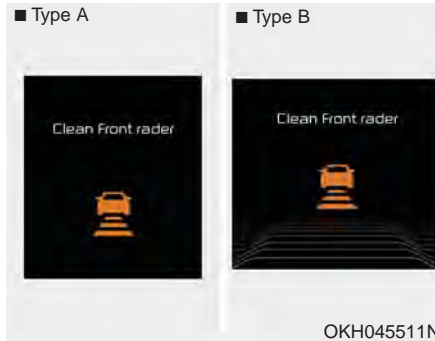 ■ Type A
■ Type B
Clean Front rader
Clean Front rader
OKH045511N